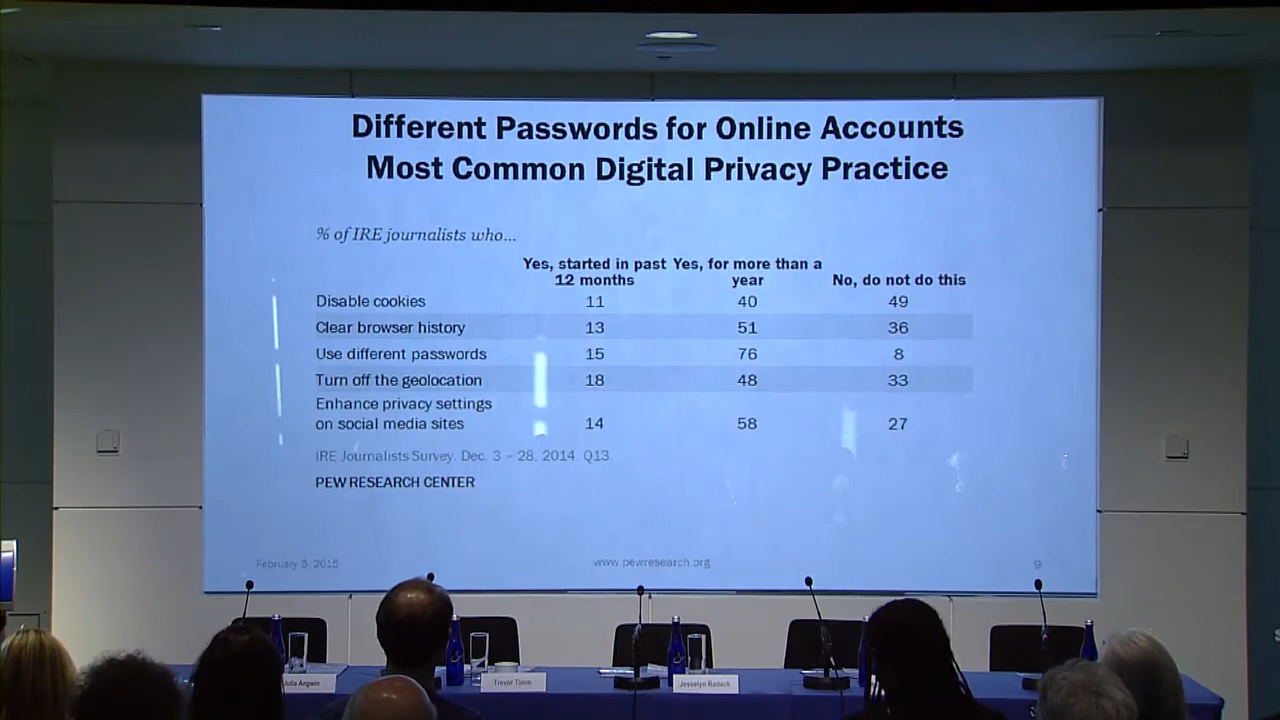 Different Passwords for Online Accounts
Most Common Digital Privacy Practice
% of IRE journalists who...
Yes, started in past 12 months Yes, for more than a year No, do not do this
Disable cookies 11 40 49
Clear browser history 13 51 36
Use different passwords 15 76 8
Turn off the geolocation 18 48 33
Enhance privacy settings
on social media sites 14 58 27
IRE Journalists Survey. Dec. 3 – 28, 2014. Q13.
PEW RESEARCH CENTER
February 5, 2015 www.pewresearch.org 9
Julia Angwin Trevor Timm Jesselyn Radack